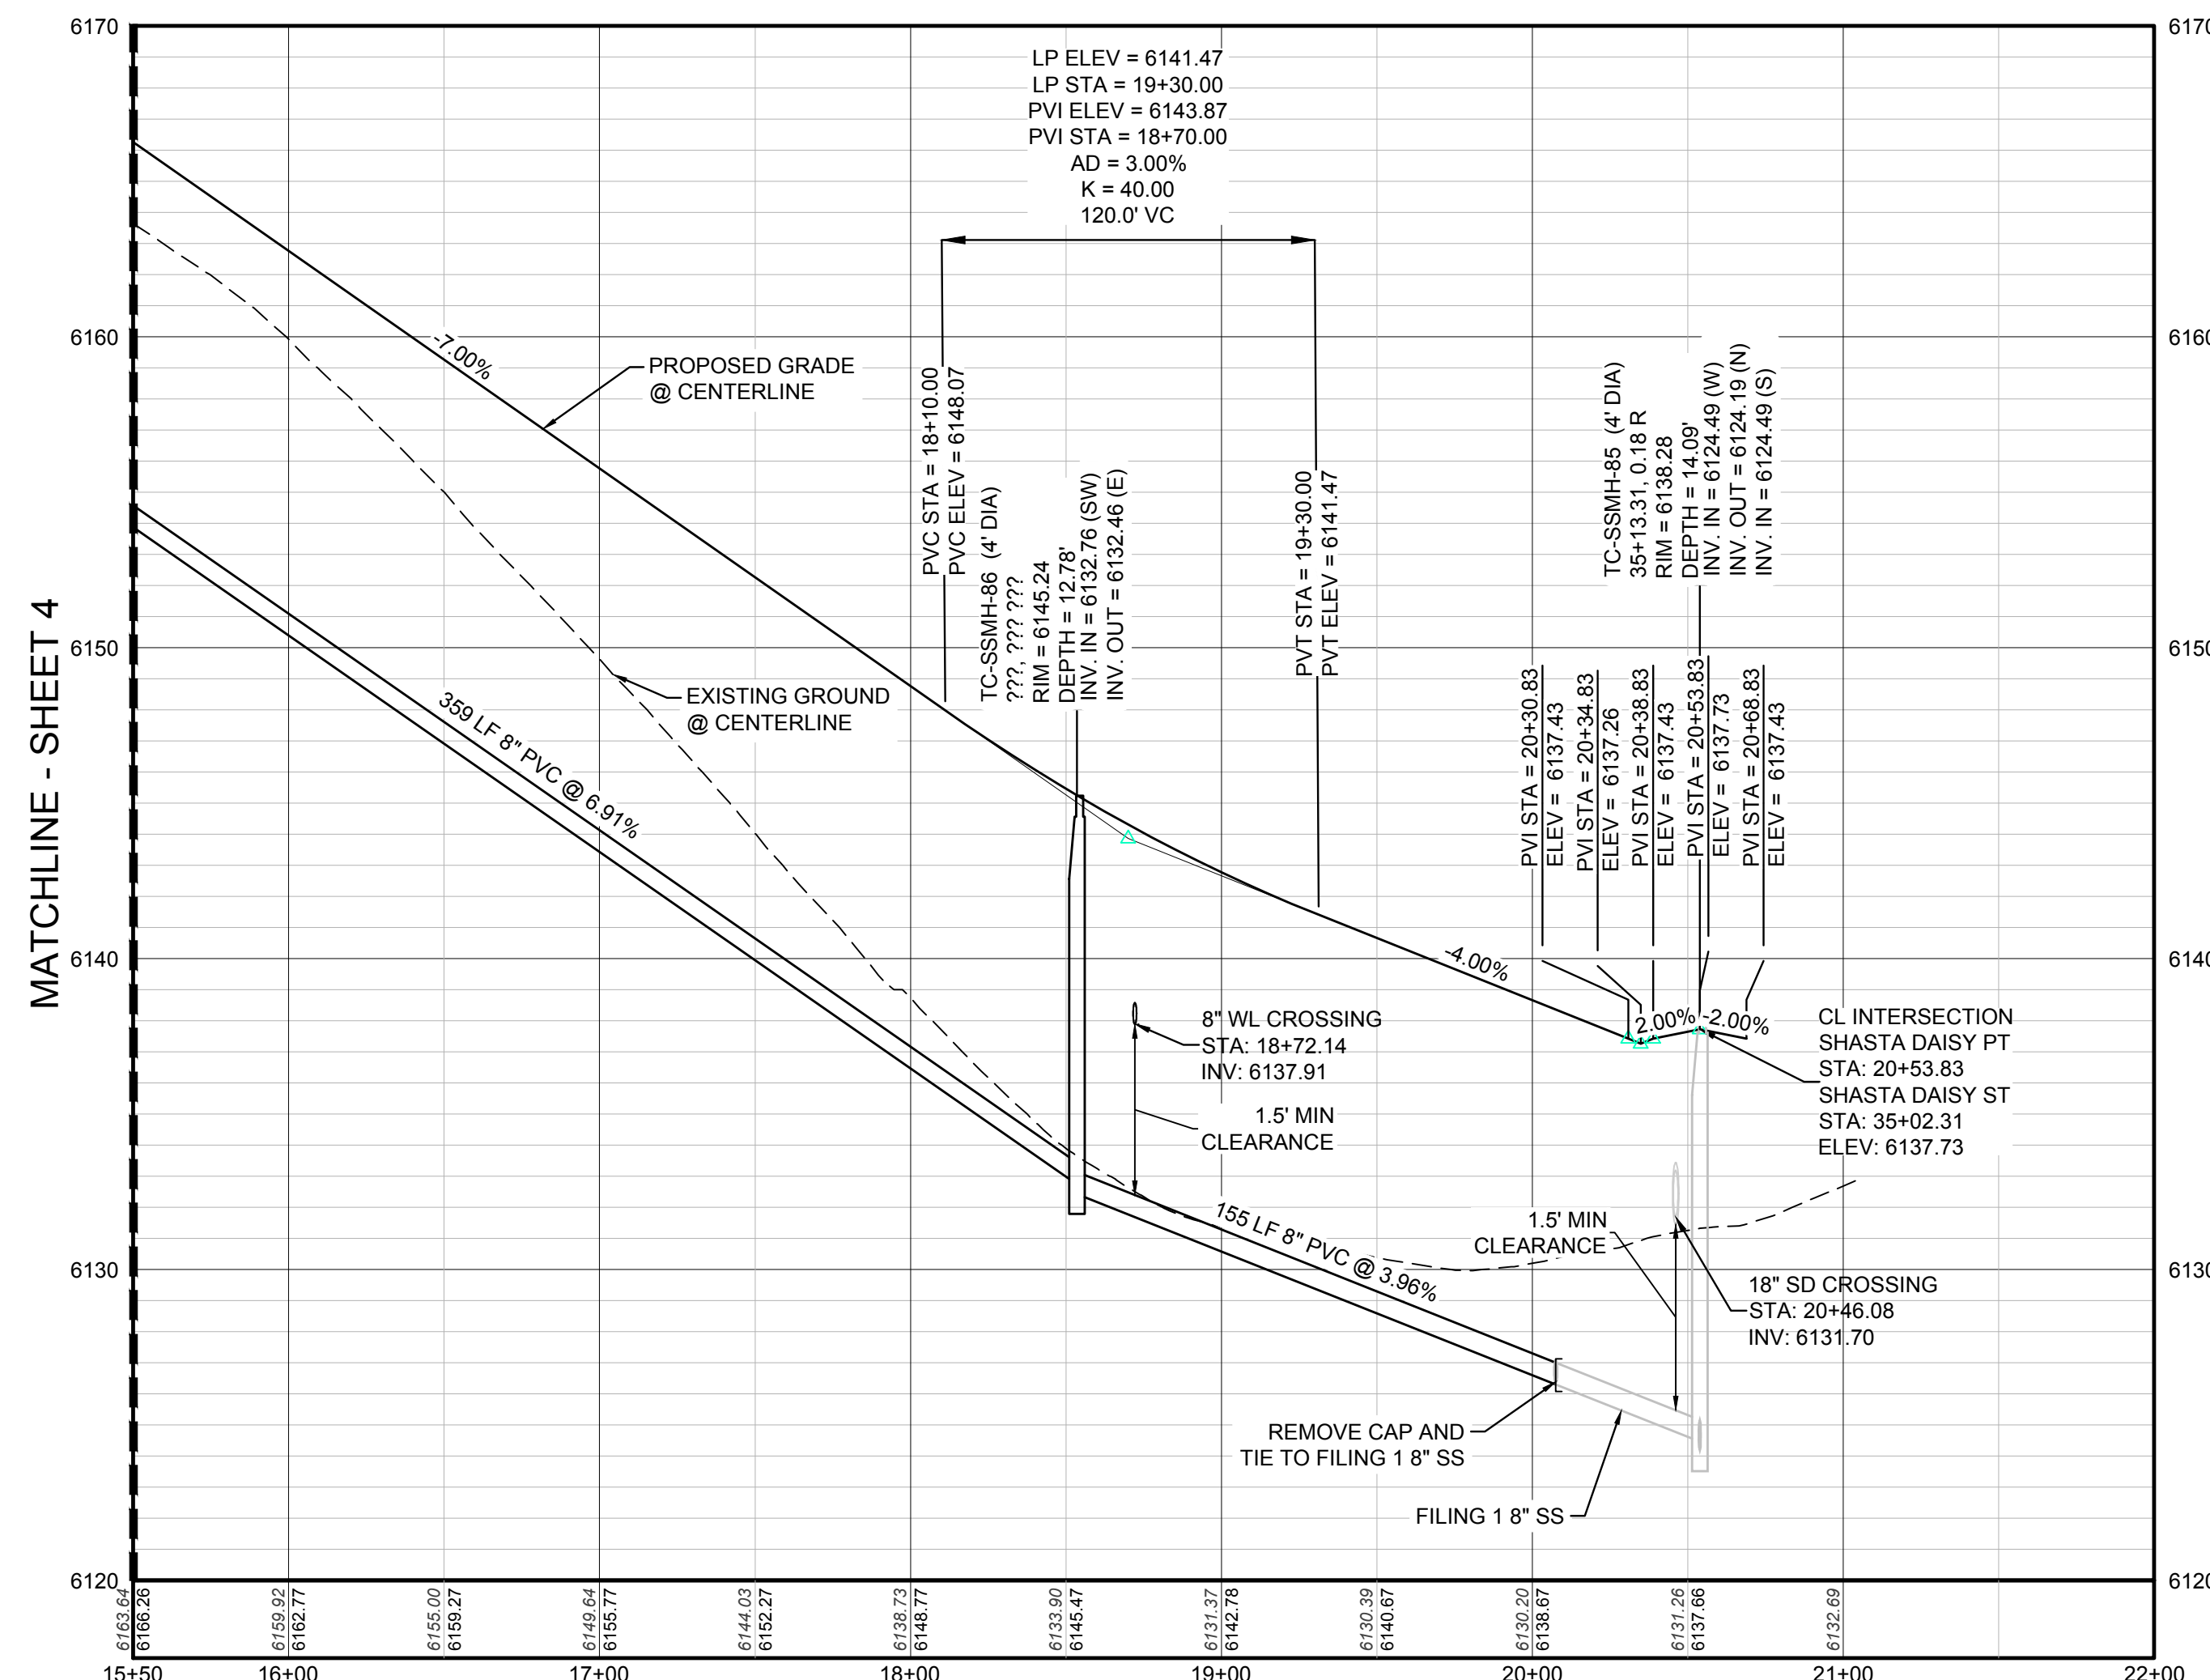 6170
6160
6150
6140
6130
6120
6170
6160
6150
6140
6130
6120
MATCHLINE - SHEET 4
LP ELEV = 6141.47
LP STA = 19+30.00
PVI ELEV = 6143.87
PVI STA = 18+70.00
AD = 3.00%
K = 40.00
120.0' VC
-7.00%
PROPOSED GRADE
@ CENTERLINE
EXISTING GROUND
@ CENTERLINE
359 LF 8" PVC @ 6.91%
PVC STA = 18+10.00
PVC ELEV = 6148.07
TC-SSMH-86 (4' DIA)
???, ??? ???
RIM = 6145.24
DEPTH = 12.78'
INV. IN = 6132.76 (SW)
INV. OUT = 6132.46 (E)
PVT STA = 19+30.00
PVT ELEV = 6141.47
TC-SSMH-85 (4' DIA)
35+13.31, 0.18 R
RIM = 6138.28
DEPTH = 14.09'
INV. IN = 6124.49 (W)
INV. OUT = 6124.19 (N)
INV. IN = 6124.49 (S)
PVI STA = 20+30.83
ELEV = 6137.43
PVI STA = 20+34.83
ELEV = 6137.26
PVI STA = 20+38.83
ELEV = 6137.43
PVI STA = 20+53.83
ELEV = 6137.73
PVI STA = 20+68.83
ELEV = 6137.43
-4.00%
2.00%
-2.00%
8" WL CROSSING
STA: 18+72.14
INV: 6137.91
1.5' MIN
CLEARANCE
CL INTERSECTION
SHASTA DAISY PT
STA: 20+53.83
SHASTA DAISY ST
STA: 35+02.31
ELEV: 6137.73
155 LF 8" PVC @ 3.96%
1.5' MIN
CLEARANCE
18" SD CROSSING
STA: 20+46.08
INV: 6131.70
REMOVE CAP AND
TIE TO FILING 1 8" SS
FILING 1 8" SS
6163.64
6166.26
6159.92
6162.77
6155.00
6159.27
6149.64
6155.77
6144.03
6152.27
6138.73
6148.77
6133.90
6145.47
6131.37
6142.78
6130.39
6140.67
6130.20
6138.67
6131.26
6137.66
6132.69
15+50
16+00
17+00
18+00
19+00
20+00
21+00
22+00